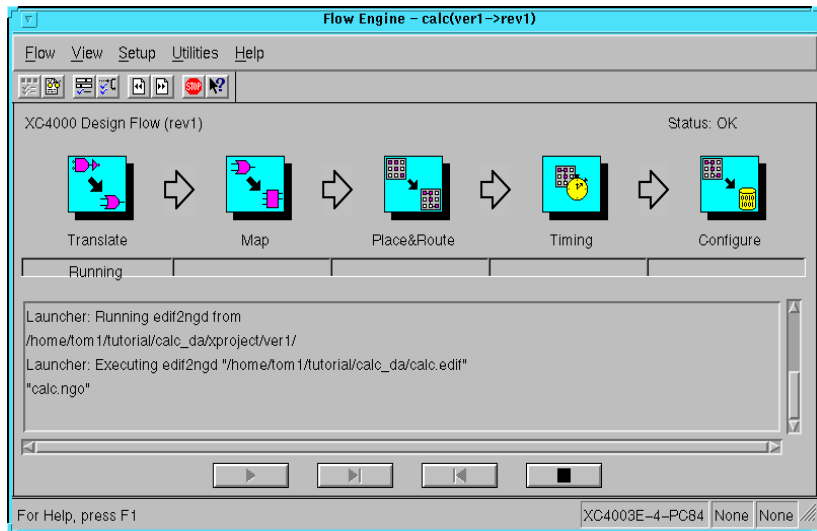 Flow Engine – calc(ver1->rev1)
Flow View Setup Utilities Help
STOP
XC4000 Design Flow (rev1) Status: OK
Translate Map Place&Route Timing Configure
Running
Launcher: Running edif2ngd from
/home/tom1/tutorial/calc_da/xproject/ver1/
Launcher: Executing edif2ngd "/home/tom1/tutorial/calc_da/calc.edif"
"calc.ngo"
For Help, press F1 XC4003E–4–PC84 None None